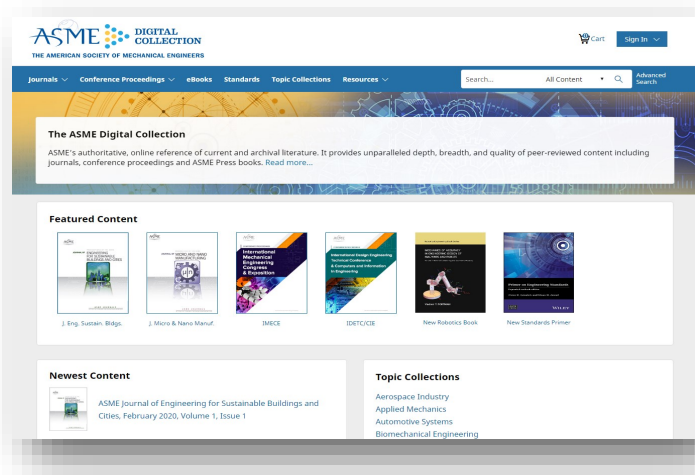 ASME DIGITAL
COLLECTION
THE AMERICAN SOCIETY OF MECHANICAL ENGINEERS
Cart
Sign In
Journals Conference Proceedings eBooks Standards Topic Collections Resources
Search...
All Content
Advanced
Search
The ASME Digital Collection
ASME's authoritative, online reference of current and archival literature. It provides unparalleled depth, breadth, and quality of peer-reviewed content including
journals, conference proceedings and ASME Press books. Read more...
Featured Content
International
Mechanical
Engineering
Congress
& Exposition
International Design Engineering
Technical Conference
& Computers and Information
in Engineering
Primer on Engineering Standards
WILEY
J. Eng. Sustain. Bldgs.
J. Micro & Nano Manuf.
IMECE
IDETC/CIE
New Robotics Book
New Standards Primer
Newest Content
ASME Journal of Engineering for Sustainable Buildings and
Cities, February 2020, Volume 1, Issue 1
Topic Collections
Aerospace Industry
Applied Mechanics
Automotive Systems
Biomechanical Engineering